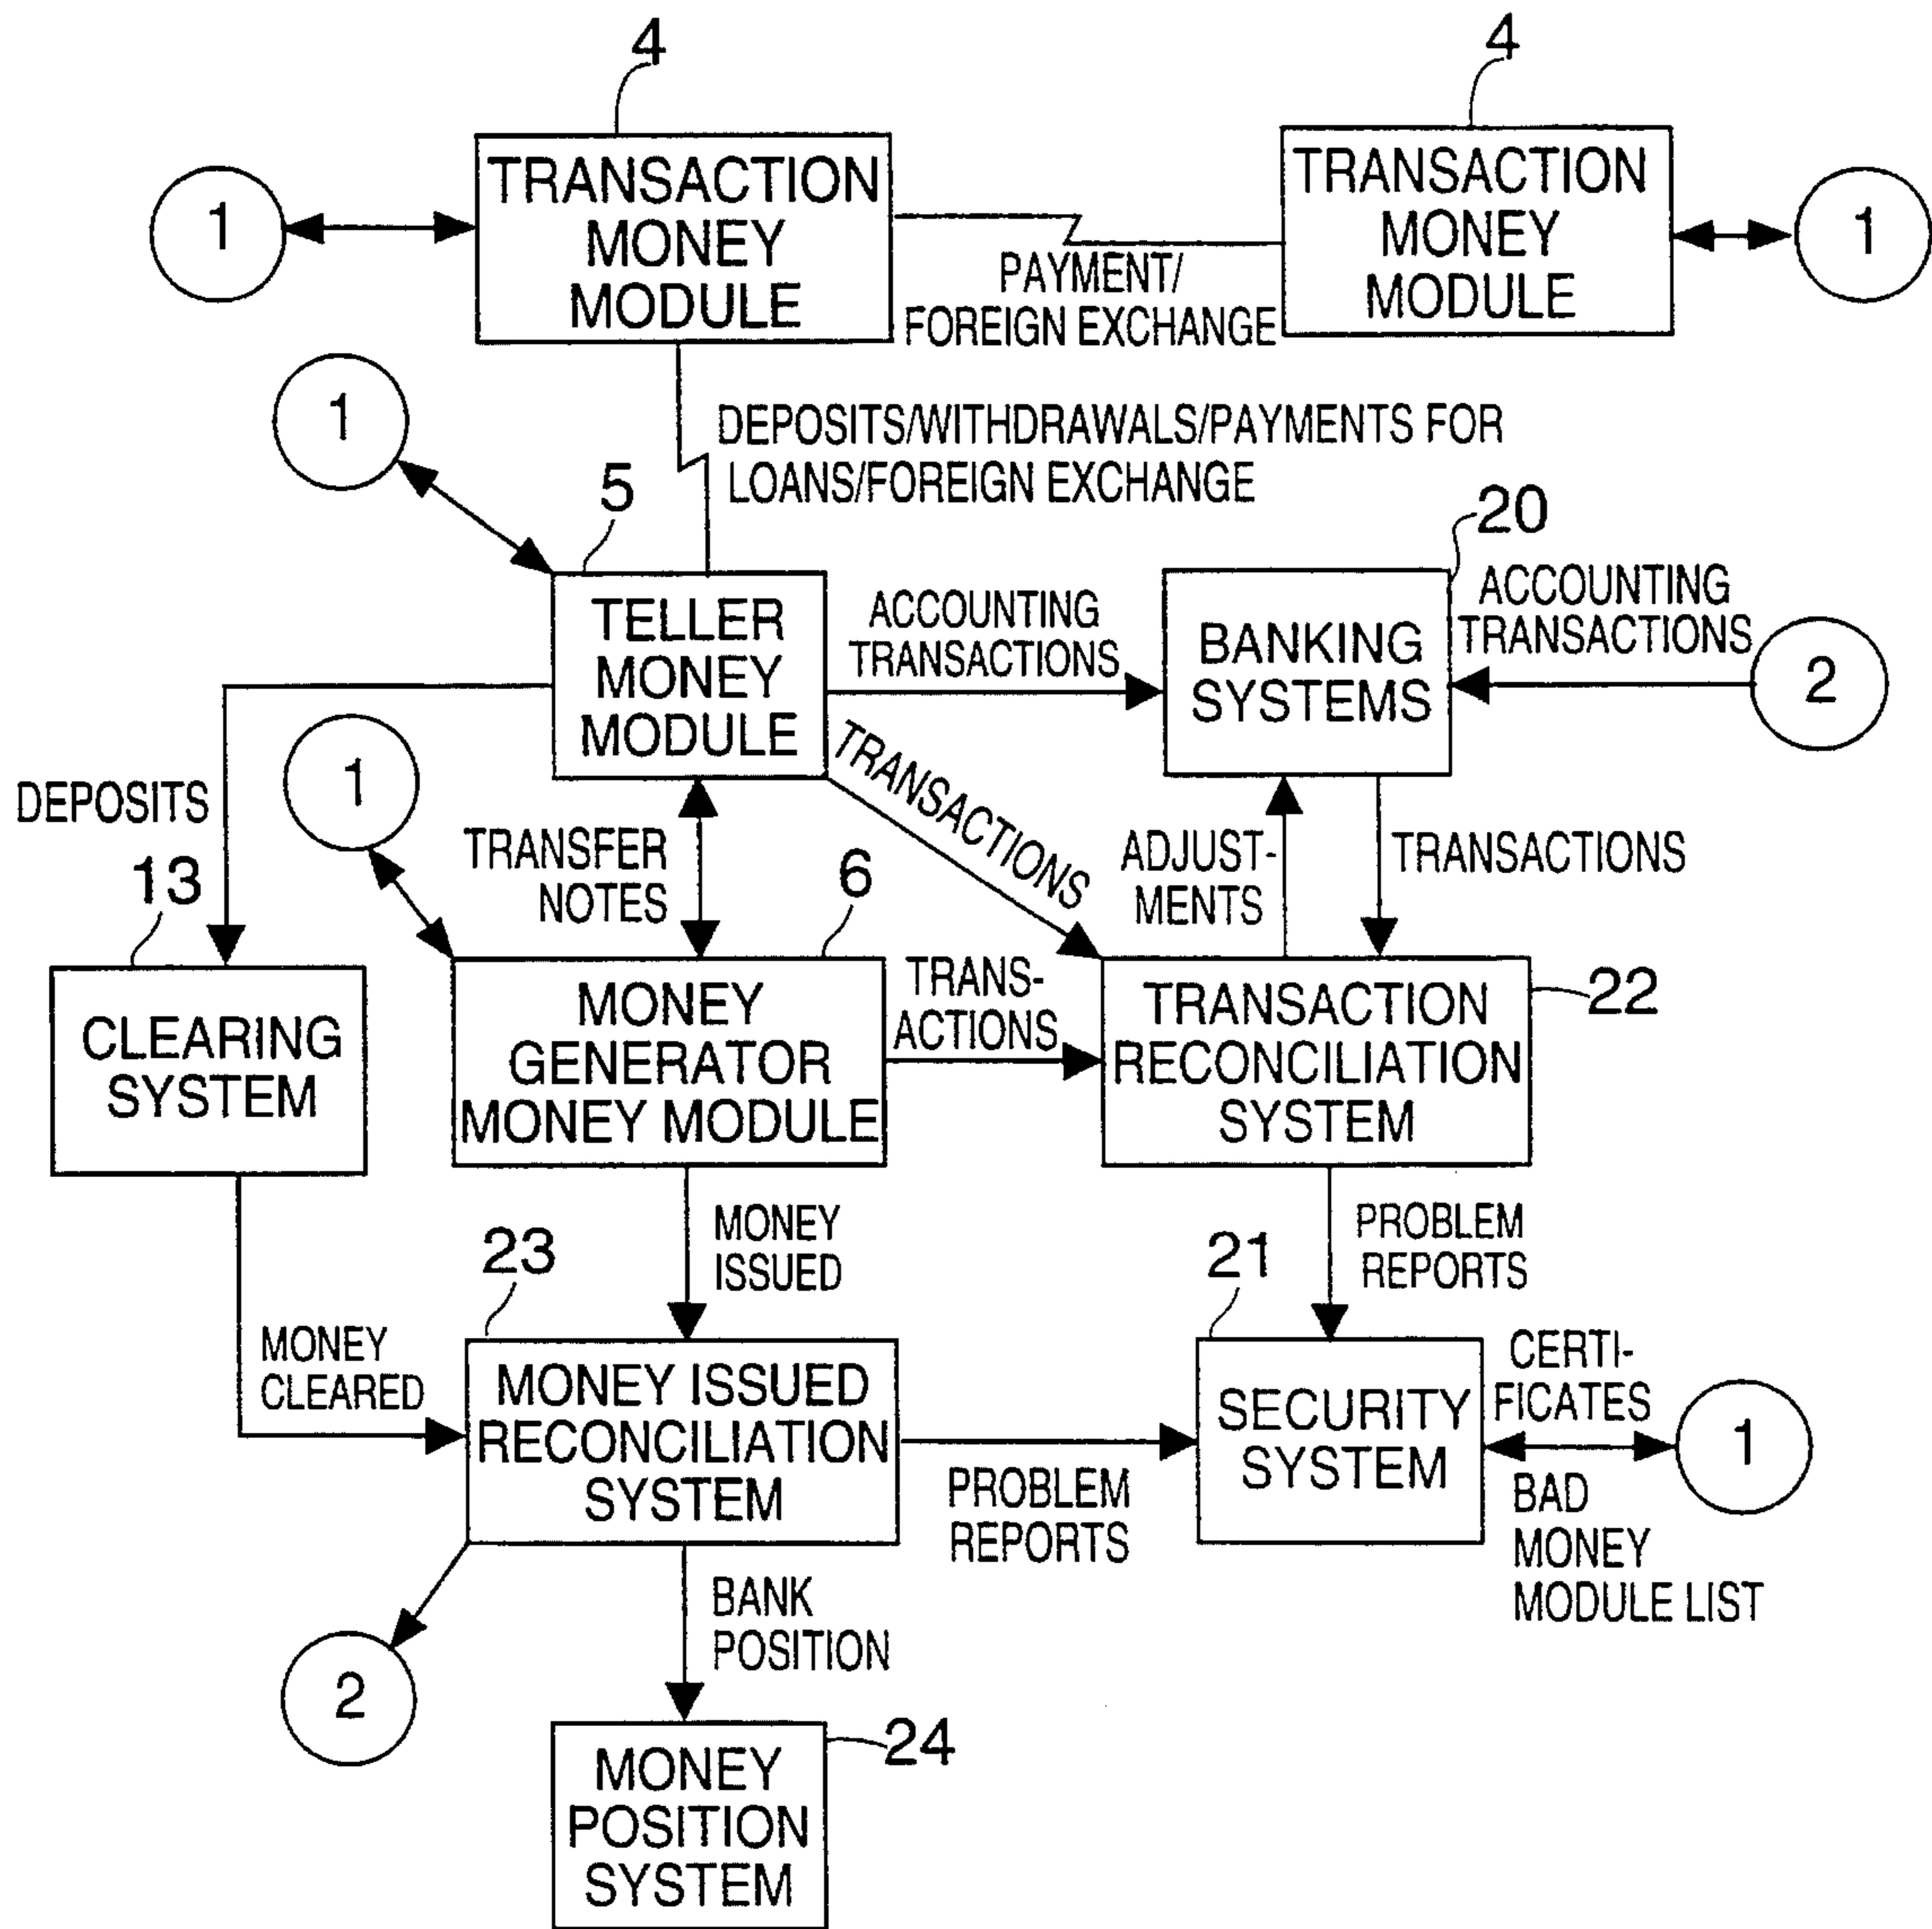 4
4
TRANSACTION
MONEY
MODULE
TRANSACTION
MONEY
MODULE
1
1
PAYMENT/
FOREIGN EXCHANGE
1
DEPOSITS/WITHDRAWALS/PAYMENTS FOR
LOANS/FOREIGN EXCHANGE
5
20
TELLER
MONEY
MODULE
ACCOUNTING
TRANSACTIONS
BANKING
SYSTEMS
ACCOUNTING
TRANSACTIONS
2
DEPOSITS
1
TRANSFER
NOTES
TRANSACTIONS
ADJUST-
MENTS
TRANSACTIONS
13
6
22
CLEARING
SYSTEM
MONEY
GENERATOR
MONEY MODULE
TRANS-
ACTIONS
TRANSACTION
RECONCILIATION
SYSTEM
MONEY
ISSUED
PROBLEM
REPORTS
23
21
MONEY
CLEARED
MONEY ISSUED
RECONCILIATION
SYSTEM
PROBLEM
REPORTS
SECURITY
SYSTEM
CERTI-
FICATES
1
BAD
MONEY
MODULE LIST
2
BANK
POSITION
24
MONEY
POSITION
SYSTEM